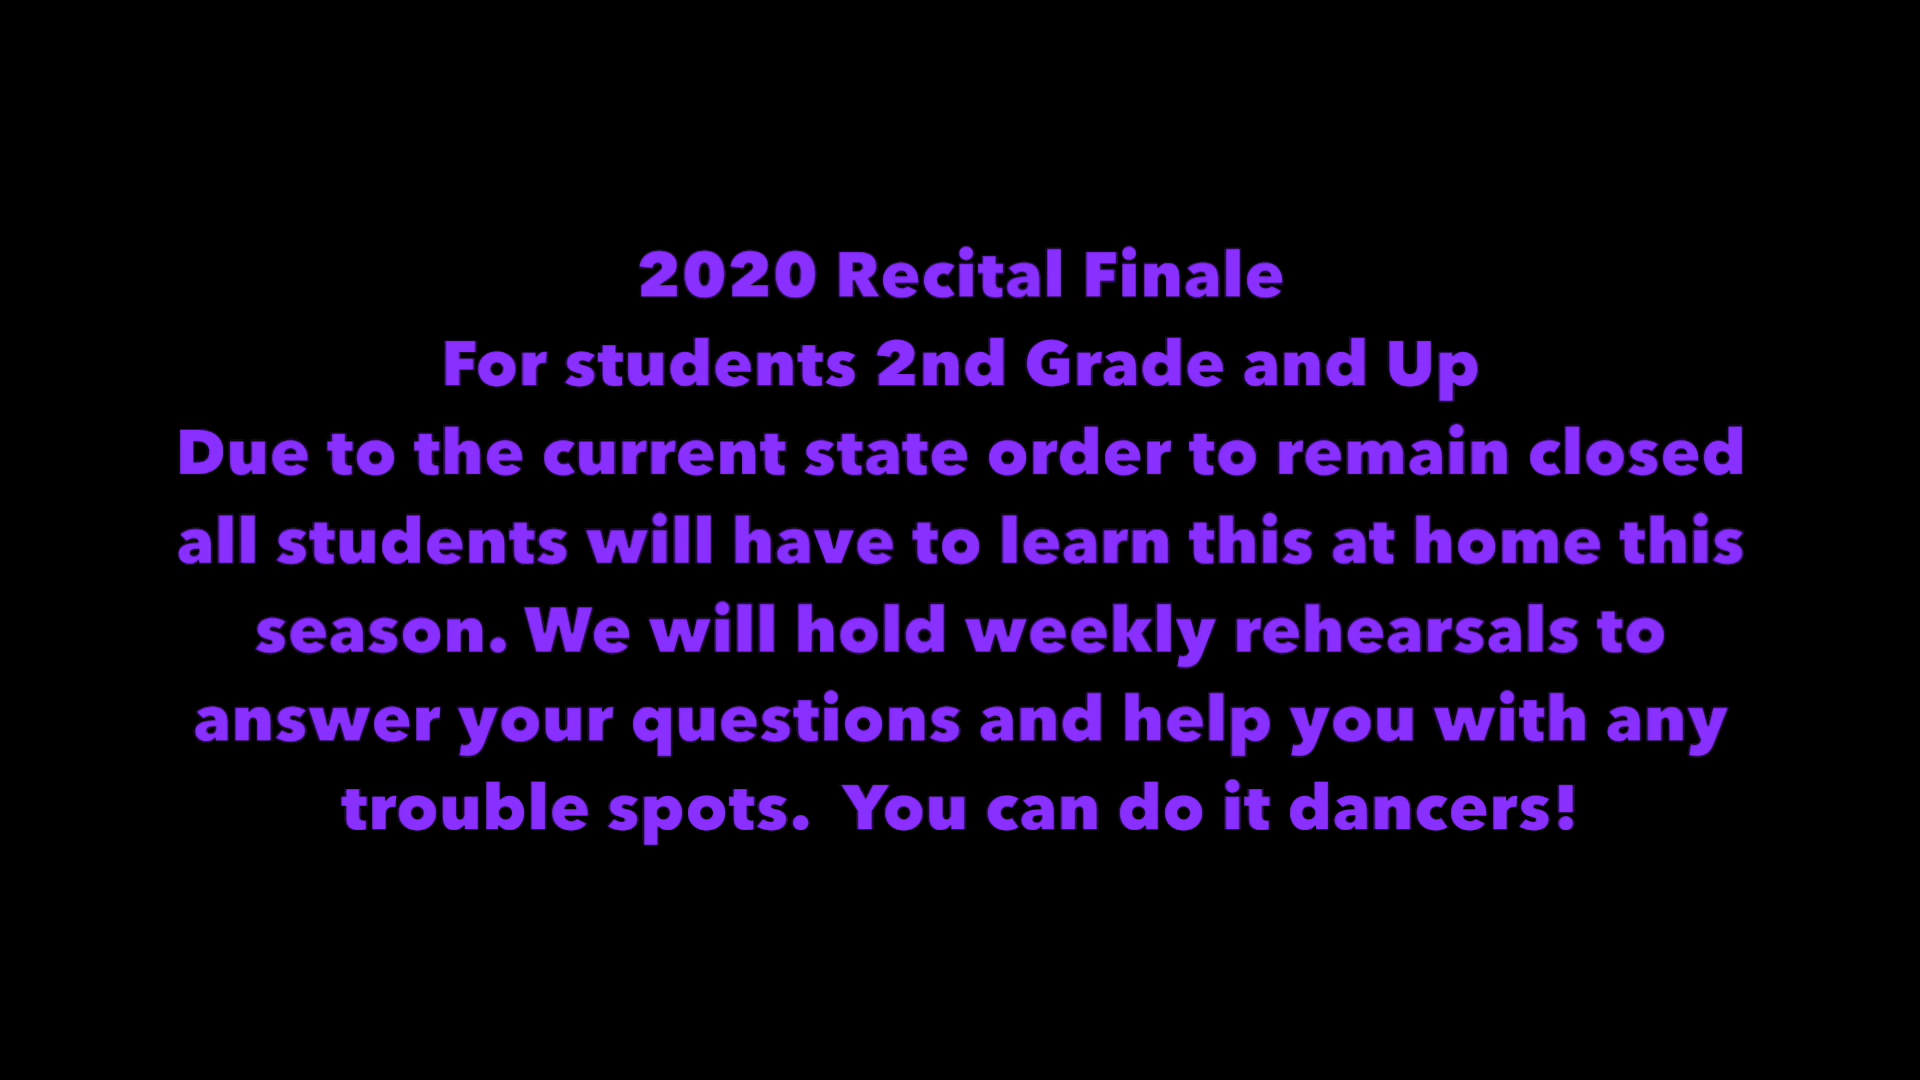 2020 Recital Finale
For students 2nd Grade and Up
Due to the current state order to remain closed
all students will have to learn this at home this
season. We will hold weekly rehearsals to
answer your questions and help you with any
trouble spots.  You can do it dancers!